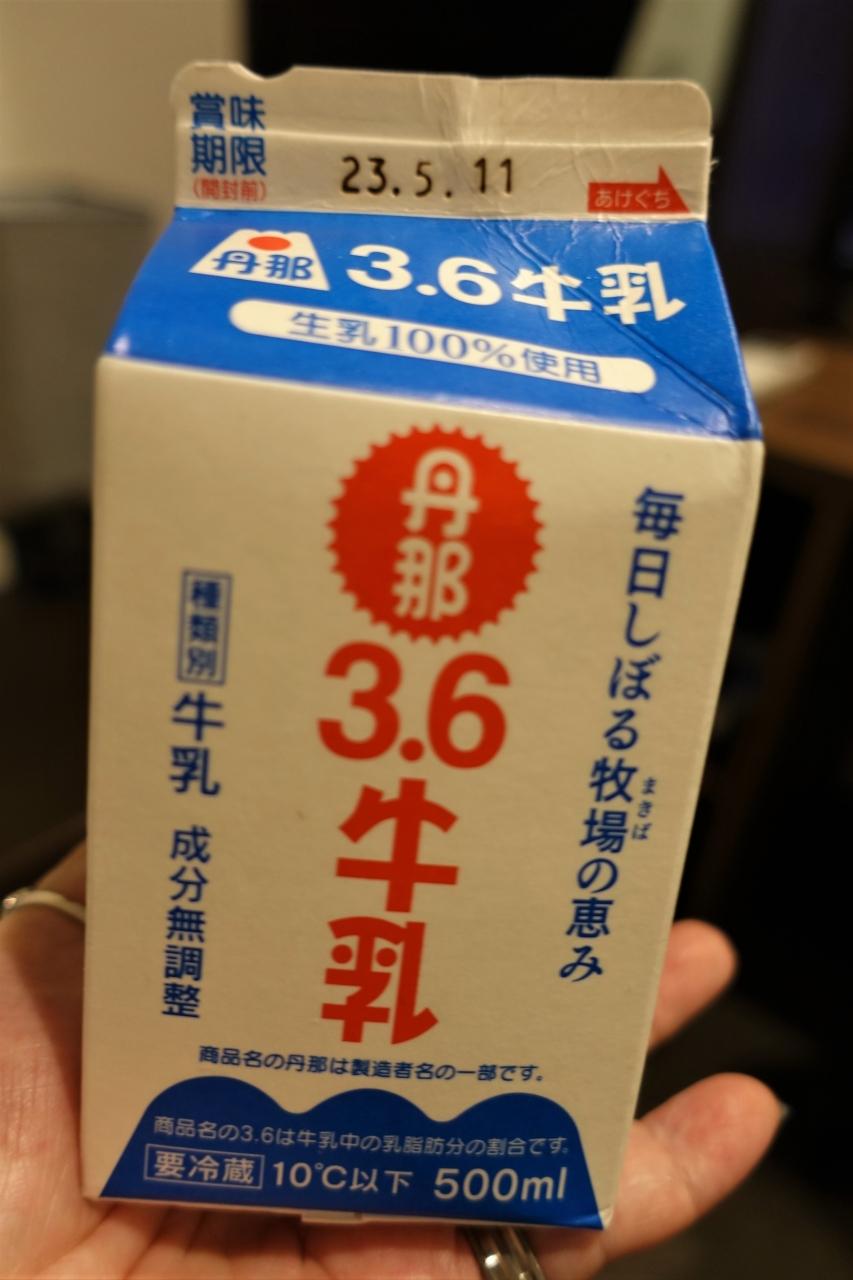 賞味
期限
(開封前)
23.5.11
あけぐち
丹那
3.6牛乳
生乳100%使用
丹那
3.6
牛乳
毎日しぼる牧場の恵み
まきば
種類別
牛乳 成分無調整
商品名の丹那は製造者名の一部です。
商品名の3.6は牛乳中の乳脂肪分の割合です。
要冷蔵 10℃以下 500ml